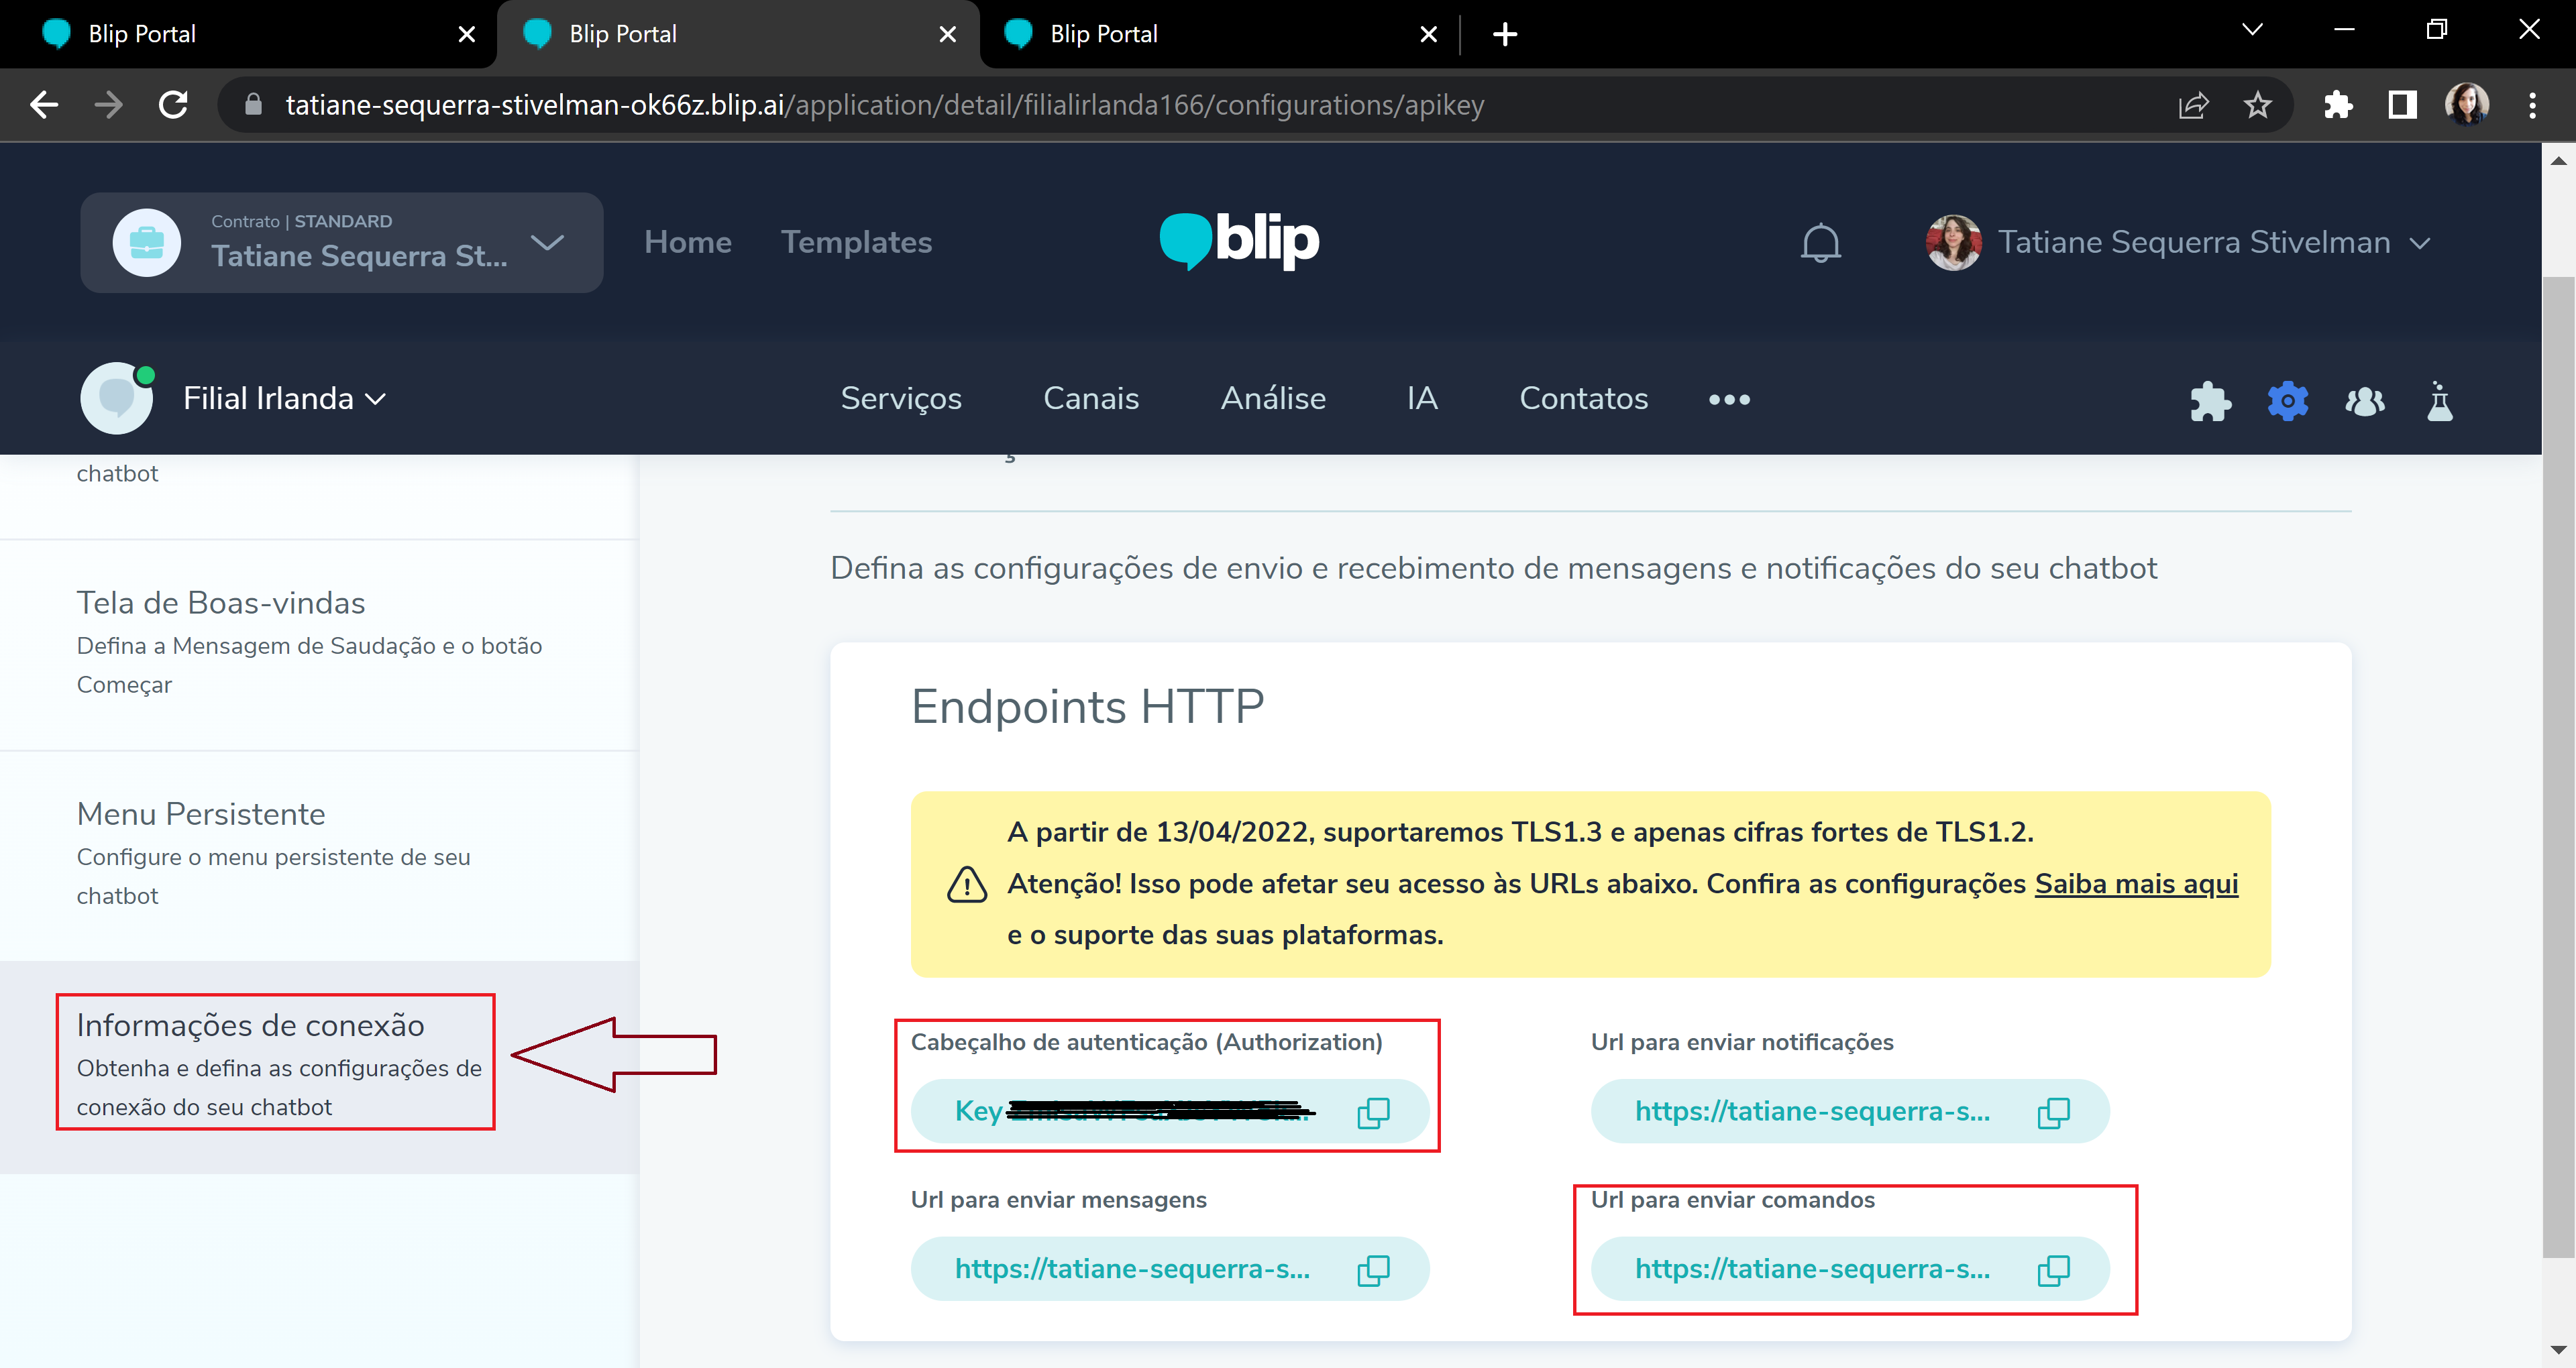 Blip Portal
Blip Portal
Blip Portal
tatiane-sequerra-stivelman-ok66z.blip.ai/application/detail/filialirlanda166/configurations/apikey
Contrato | STANDARD
Tatiane Sequerra St...
Home
Templates
blip
Tatiane Sequerra Stivelman
Filial Irlanda
Serviços
Canais
Análise
IA
Contatos
chatbot
Tela de Boas-vindas
Defina a Mensagem de Saudação e o botão
Começar
Menu Persistente
Configure o menu persistente de seu
chatbot
Informações de conexão
Obtenha e defina as configurações de
conexão do seu chatbot
Defina as configurações de envio e recebimento de mensagens e notificações do seu chatbot
Endpoints HTTP
A partir de 13/04/2022, suportaremos TLS1.3 e apenas cifras fortes de TLS1.2.
Atenção! Isso pode afetar seu acesso às URLs abaixo. Confira as configurações Saiba mais aqui
e o suporte das suas plataformas.
Cabeçalho de autenticação (Authorization)
Key
Url para enviar notificações
https://tatiane-sequerra-s...
Url para enviar mensagens
https://tatiane-sequerra-s...
Url para enviar comandos
https://tatiane-sequerra-s...